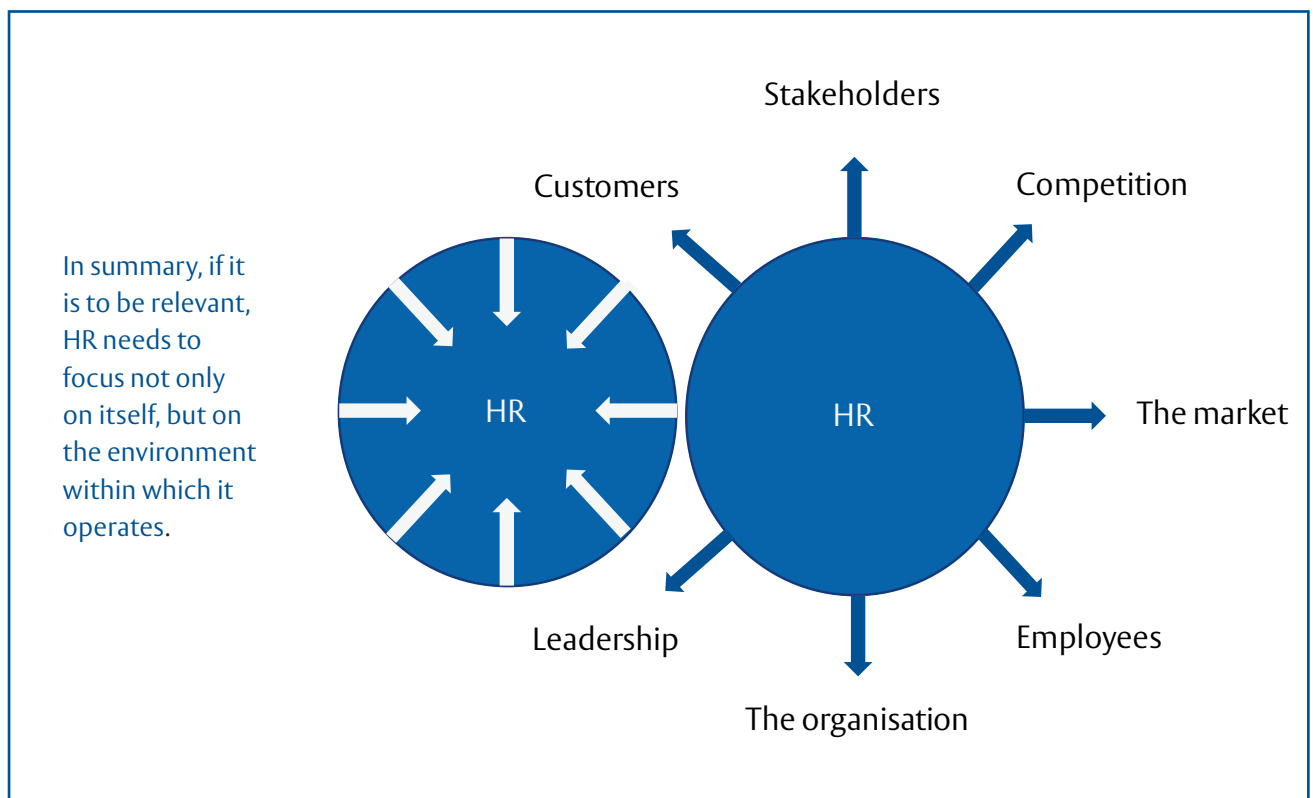 Stakeholders
Customers
Competition
In summary, if it
is to be relevant,
HR needs to
focus not only
on itself, but on
the environment
within which it
operates.
HR
HR
The market
Leadership
Employees
The organisation